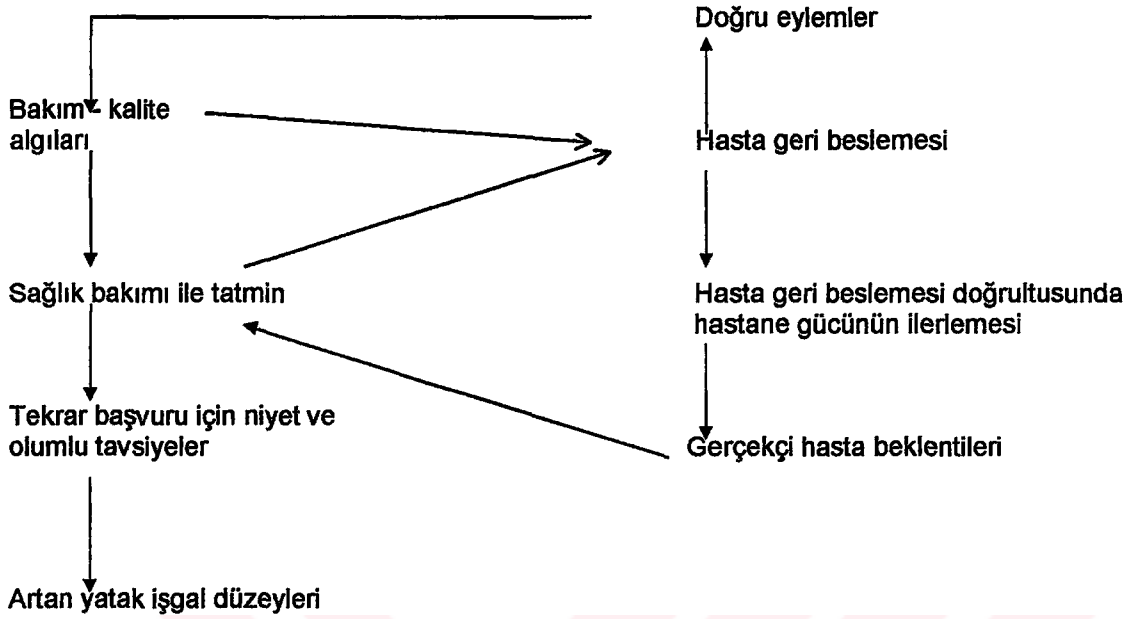 Doğru eylemler
Bakım - kalite
algıları
Hasta geri beslemesi
Sağlık bakımı ile tatmin
Hasta geri beslemesi doğrultusunda
hastane gücünün ilerlemesi
Tekrar başvuru için niyet ve
olumlu tavsiyeler
Gerçekçi hasta beklentileri
Artan yatak işgal düzeyleri